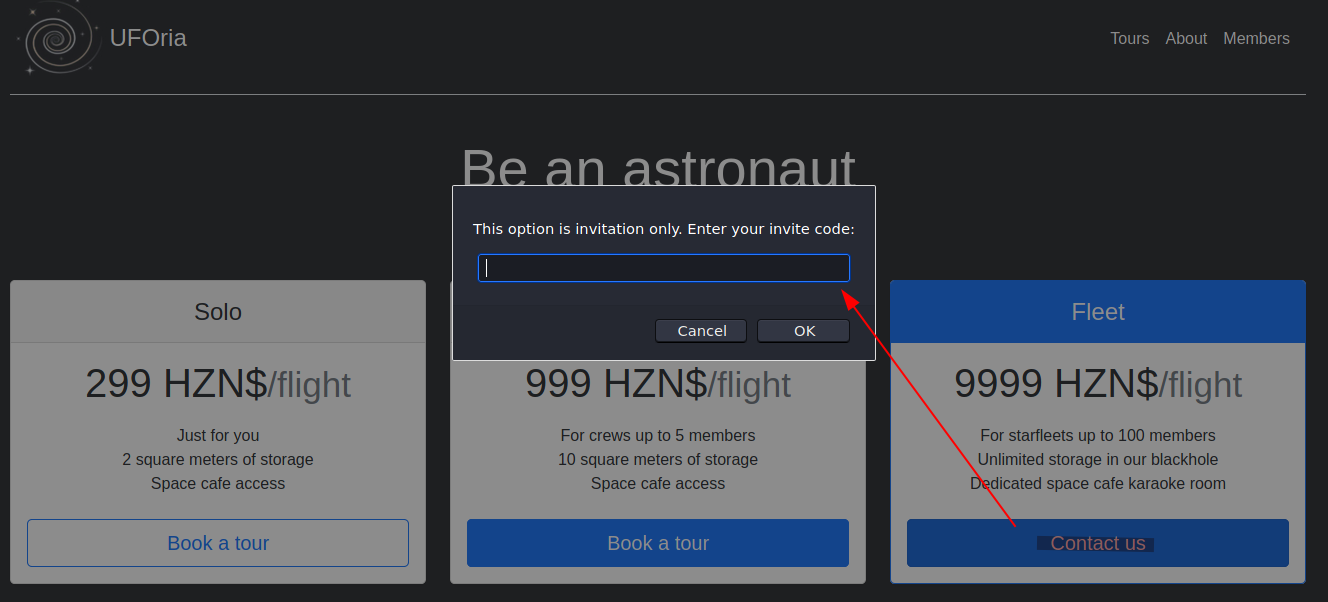 UFOria
Tours About Members
Be an astronaut
This option is invitation only. Enter your invite code:
Cancel OK
Solo
299 HZN$/flight
Just for you
2 square meters of storage
Space cafe access
Book a tour
999 HZN$/flight
For crews up to 5 members
10 square meters of storage
Space cafe access
Book a tour
Fleet
9999 HZN$/flight
For starfleets up to 100 members
Unlimited storage in our blackhole
Dedicated space cafe karaoke room
Contact us